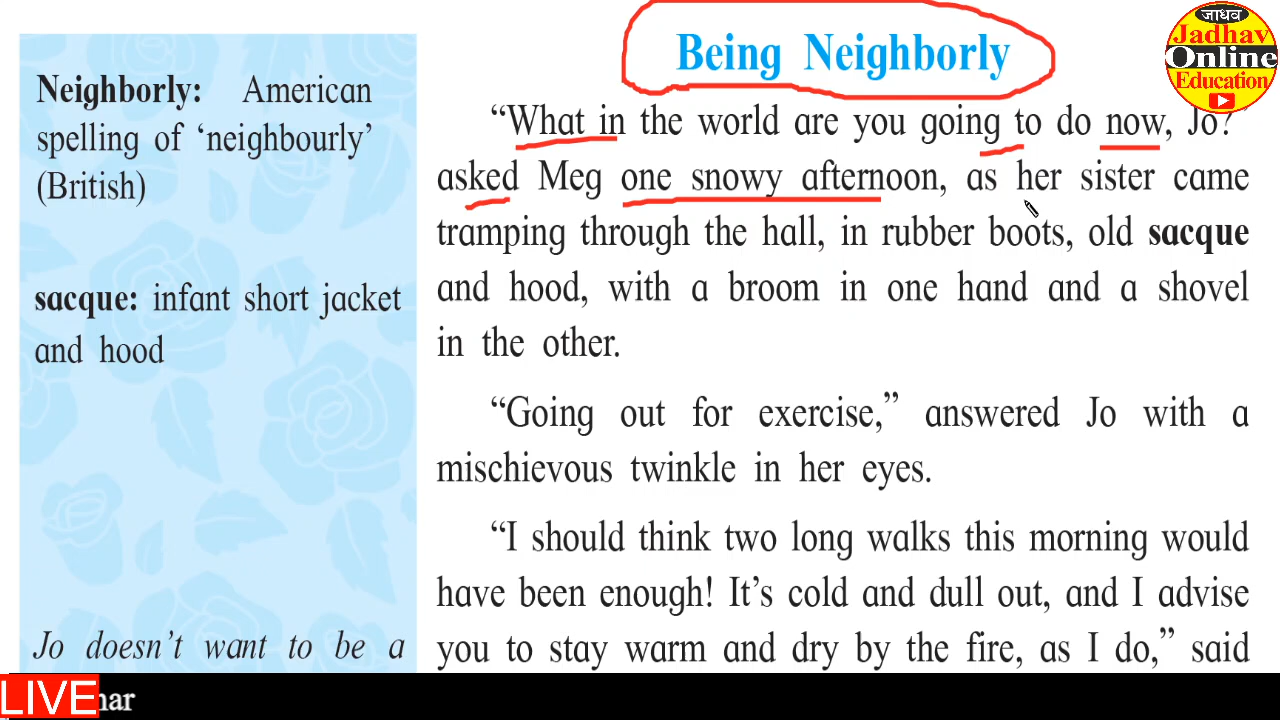 Being Neighborly
जाधव
Jadhav
Online
Education
Neighborly: American
spelling of ‘neighbourly’
(British)
sacque: infant short jacket
and hood
Jo doesn’t want to be a
“What in the world are you going to do now, Jo?
asked Meg one snowy afternoon, as her sister came
tramping through the hall, in rubber boots, old sacque
and hood, with a broom in one hand and a shovel
in the other.
“Going out for exercise,” answered Jo with a
mischievous twinkle in her eyes.
“I should think two long walks this morning would
have been enough! It’s cold and dull out, and I advise
you to stay warm and dry by the fire, as I do,” said
LIVE